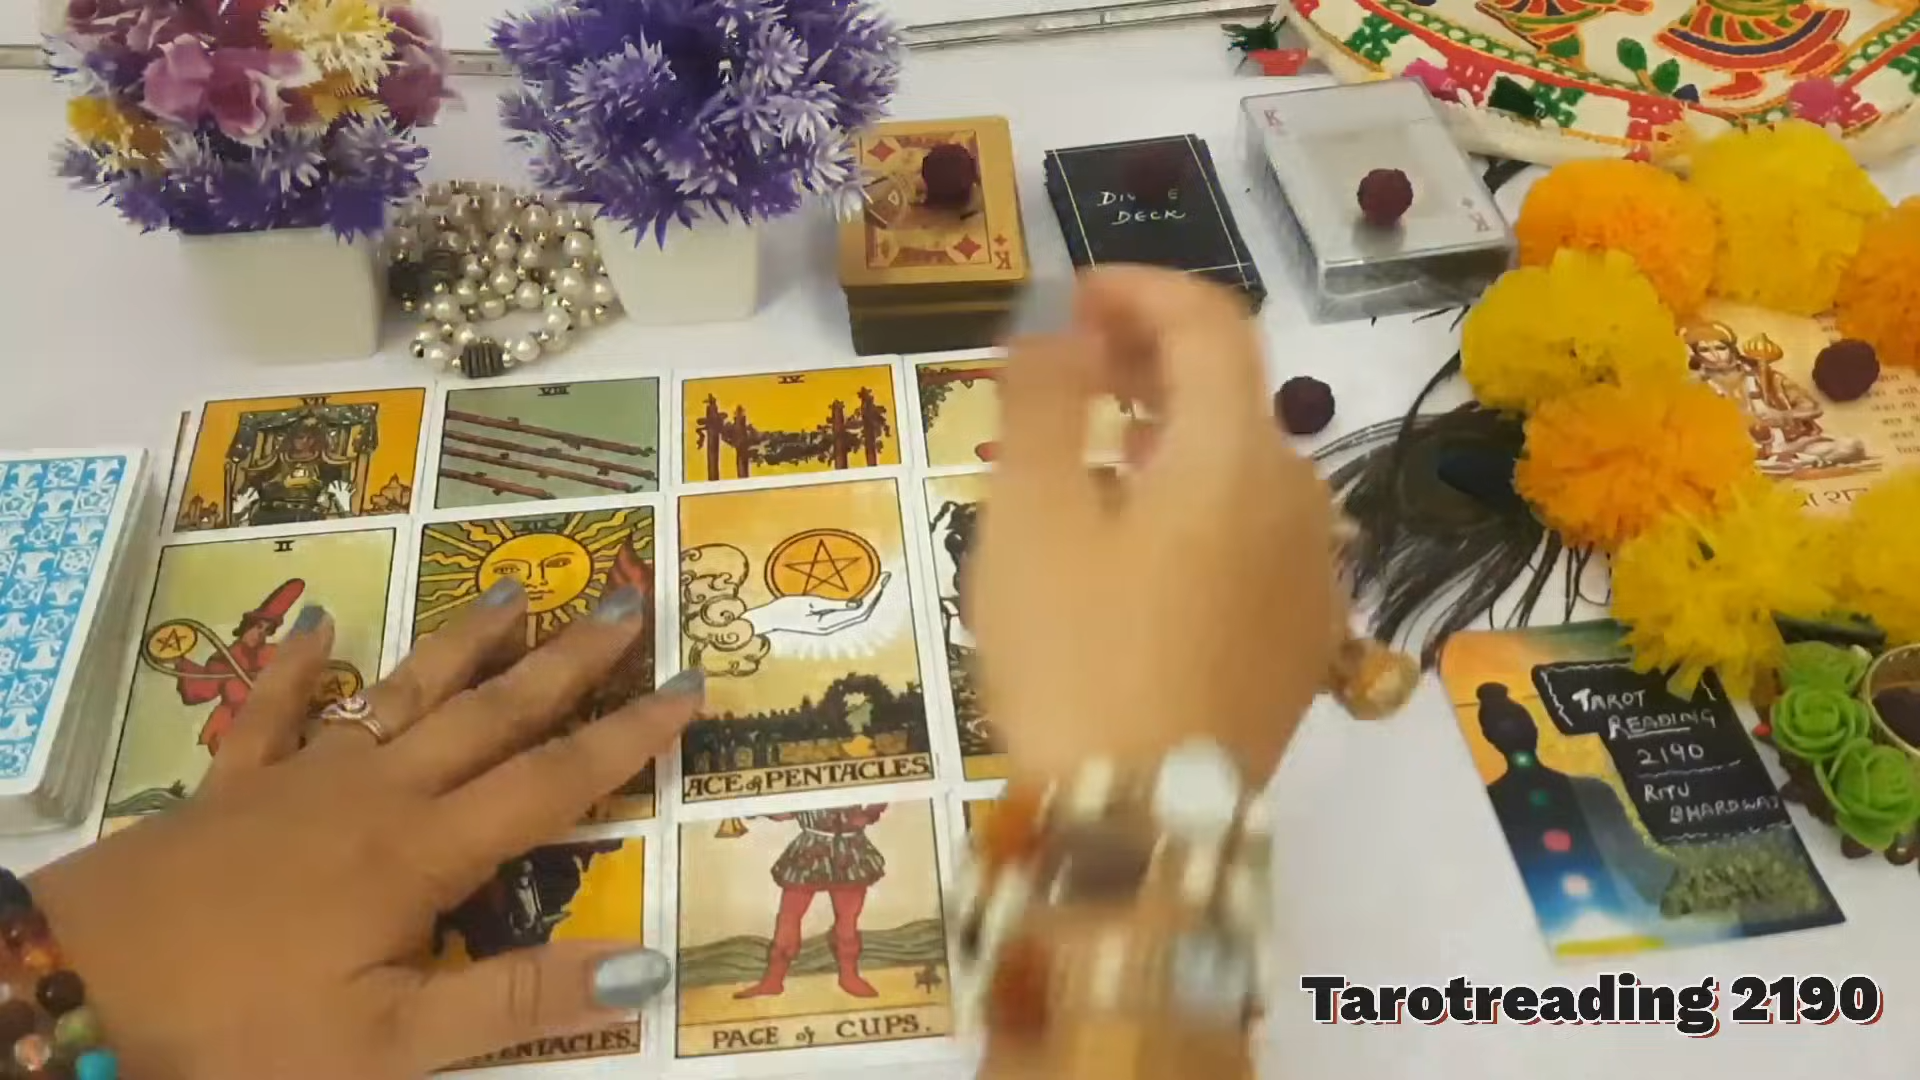 K
K
K
K
DECK
VII
VIII
IV
II
XIX
ACE of PENTACLES.
PAGE of CUPS.
PENTACLES.
TAROT
READING
2190
RITU
BHARDWAJ
Tarotreading 2190